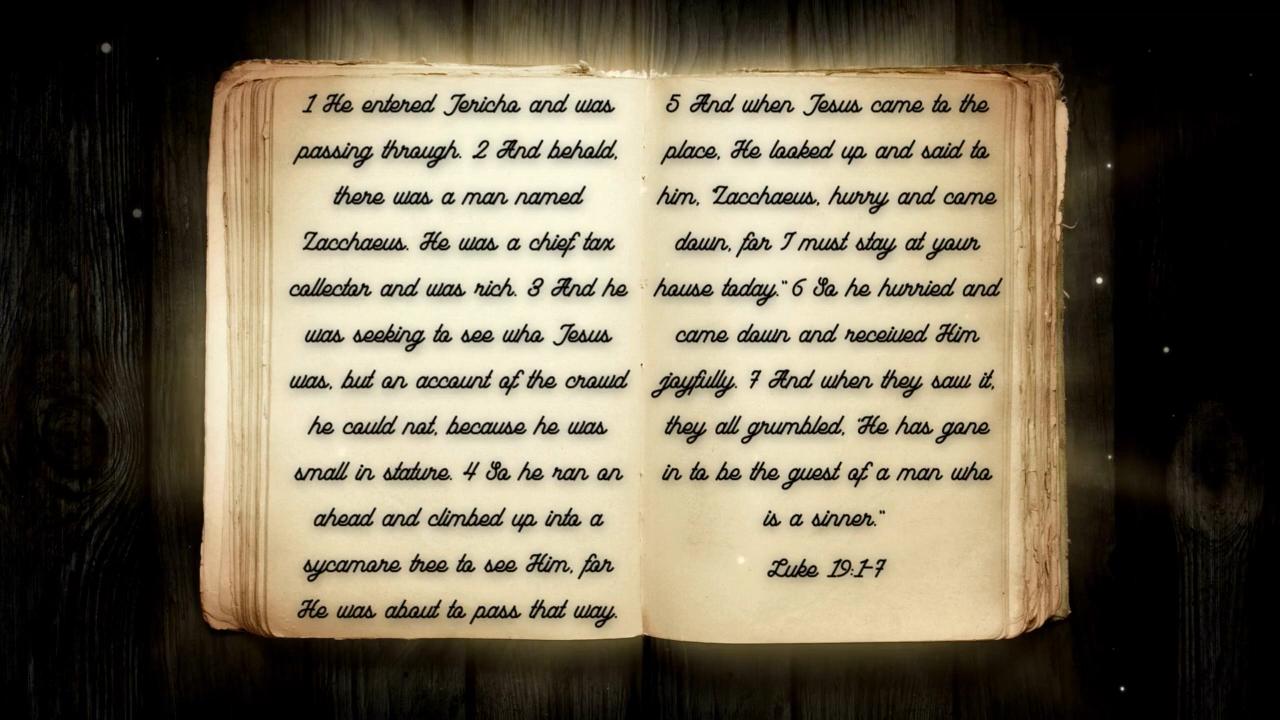 1 He entered Jericho and was
passing through. 2 And behold,
there was a man named
Zacchaeus. He was a chief tax
collector and was rich. 3 And he
was seeking to see who Jesus
was, but on account of the crowd
he could not, because he was
small in stature. 4 So he ran on
ahead and climbed up into a
sycamore tree to see Him, for
He was about to pass that way.
5 And when Jesus came to the
place, He looked up and said to
him, "Zacchaeus, hurry and come
down, for I must stay at your
house today." 6 So he hurried and
came down and received Him
joyfully. 7 And when they saw it,
they all grumbled, "He has gone
in to be the guest of a man who
is a sinner."
Luke 19:1-7